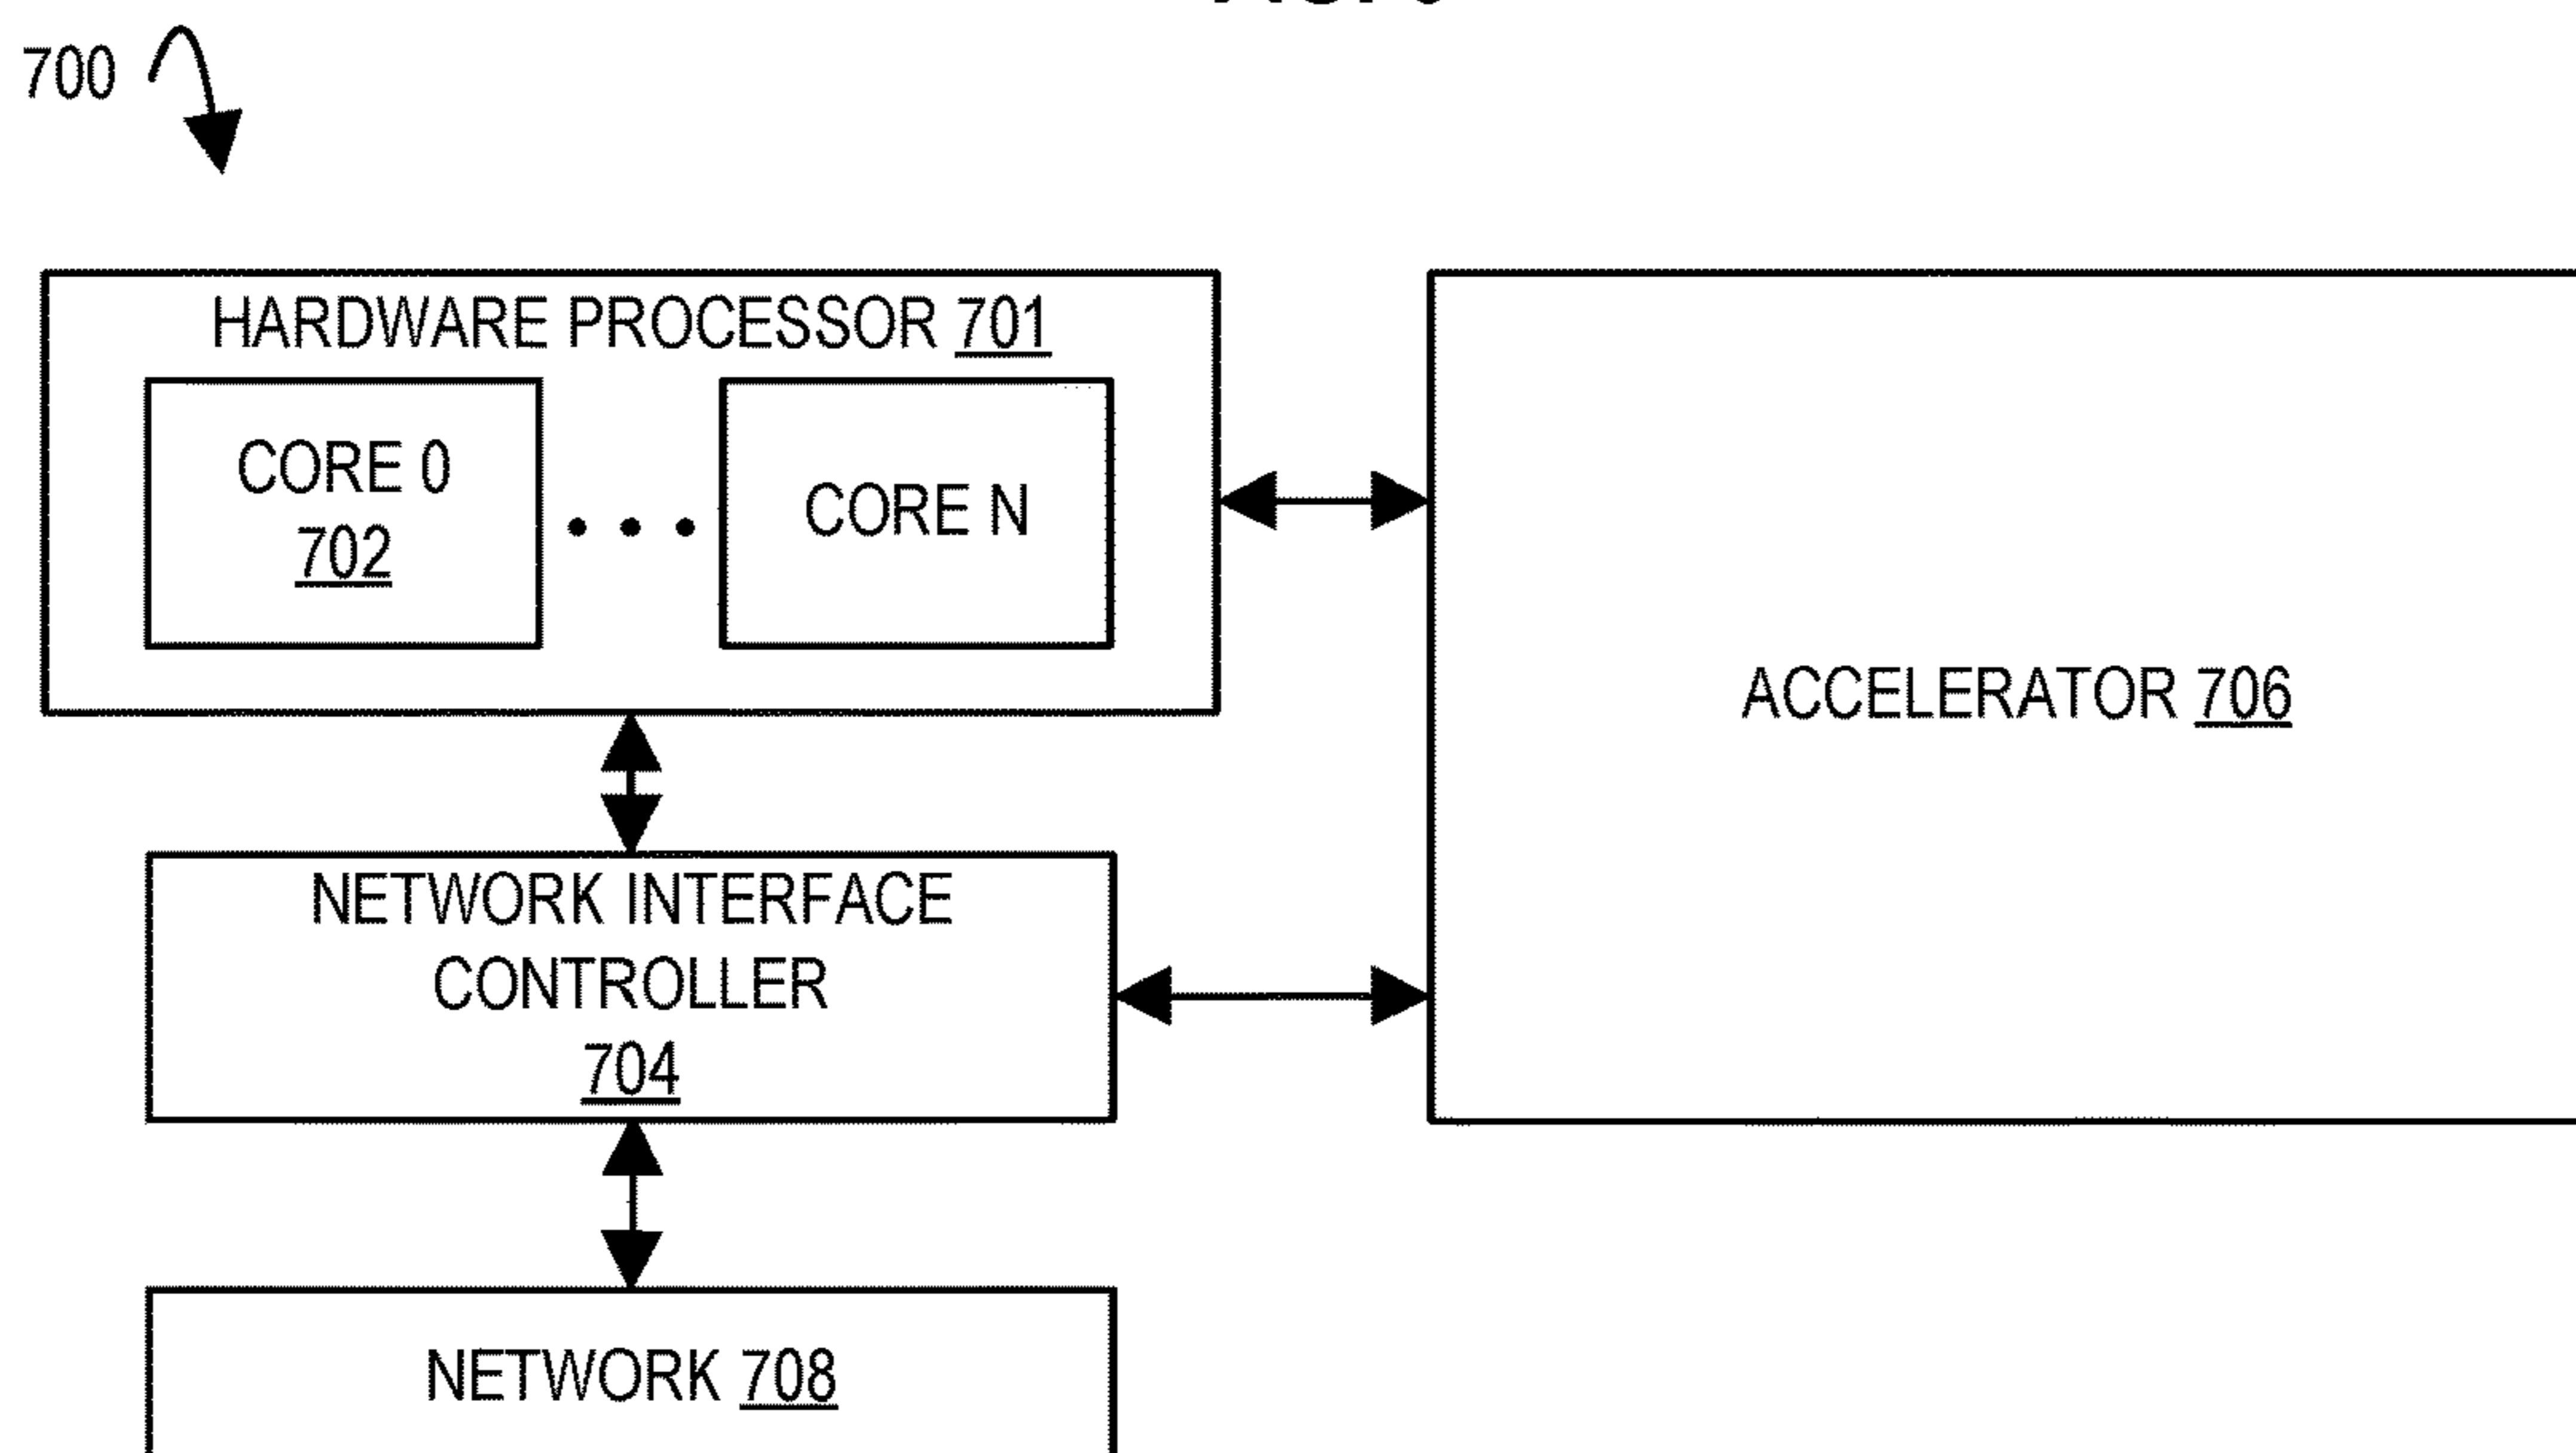 700
HARDWARE PROCESSOR 701
CORE 0
702
CORE N
ACCELERATOR 706
NETWORK INTERFACE
CONTROLLER
704
NETWORK 708